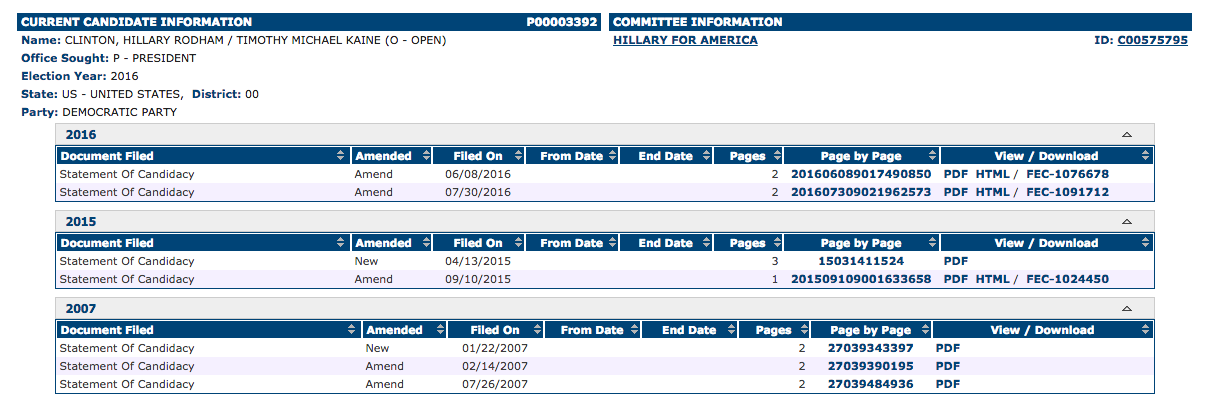 CURRENT CANDIDATE INFORMATION P00003392 COMMITTEE INFORMATION
Name: CLINTON, HILLARY RODHAM / TIMOTHY MICHAEL KAINE (O - OPEN) HILLARY FOR AMERICA ID: C00575795
Office Sought: P - PRESIDENT
Election Year: 2016
State: US - UNITED STATES, District: 00
Party: DEMOCRATIC PARTY
2016
Document Filed Amended Filed On From Date End Date Pages Page by Page View / Download
Statement Of Candidacy Amend 06/08/2016 2 201606089017490850 PDF HTML / FEC-1076678
Statement Of Candidacy Amend 07/30/2016 2 201607309021962573 PDF HTML / FEC-1091712
2015
Document Filed Amended Filed On From Date End Date Pages Page by Page View / Download
Statement Of Candidacy New 04/13/2015 3 15031411524 PDF
Statement Of Candidacy Amend 09/10/2015 1 201509109001633658 PDF HTML / FEC-1024450
2007
Document Filed Amended Filed On From Date End Date Pages Page by Page View / Download
Statement Of Candidacy New 01/22/2007 2 27039343397 PDF
Statement Of Candidacy Amend 02/14/2007 2 27039390195 PDF
Statement Of Candidacy Amend 07/26/2007 2 27039484936 PDF